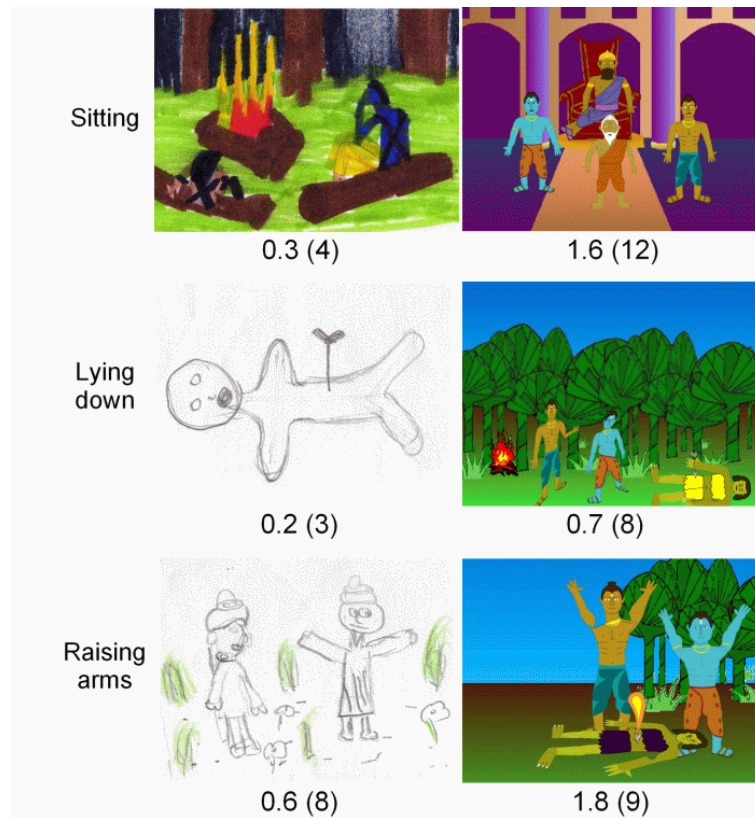 Sitting
0.3 (4)
1.6 (12)
Lying
down
0.2 (3)
0.7 (8)
Raising
arms
0.6 (8)
1.8 (9)